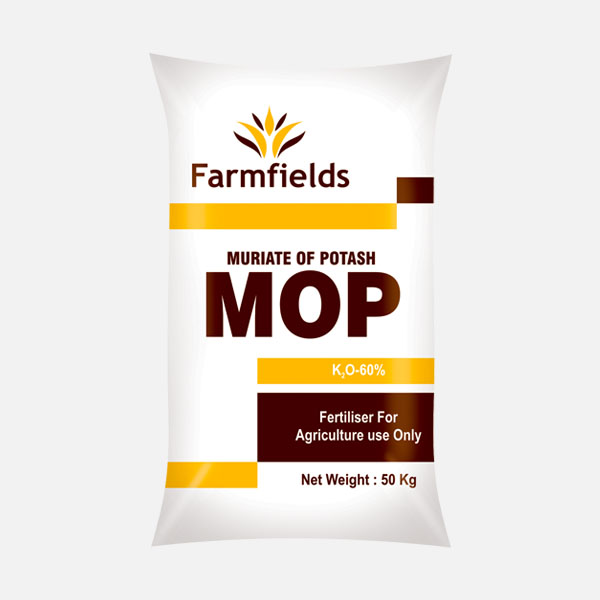 Farmfields
MURIATE OF POTASH
MOP
K₂O-60%
Fertiliser For
Agriculture use Only
Net Weight : 50 Kg